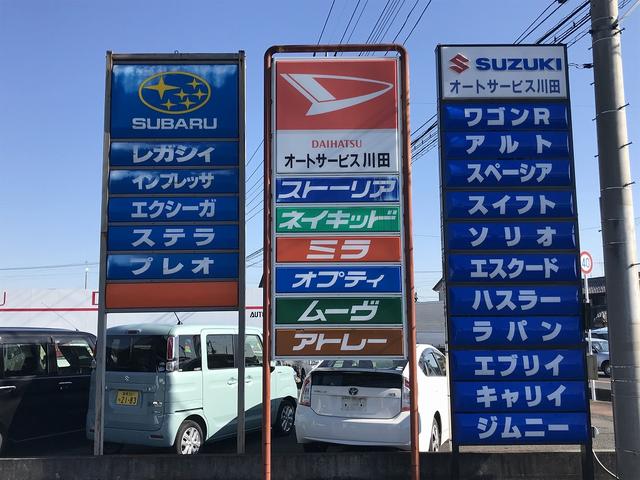 SUBARU
レガシィ
インプレッサ
エクシーガ
ステラ
プレオ
DAIHATSU
オートサービス川田
ストーリア
ネイキッド
ミラ
オプティ
ムーヴ
アトレー
SUZUKI
オートサービス川田
ワゴンR
アルト
スペーシア
スイフト
ソリオ
エスクード
ハスラー
ラパン
エブリイ
キャリイ
ジムニー
40
21-83